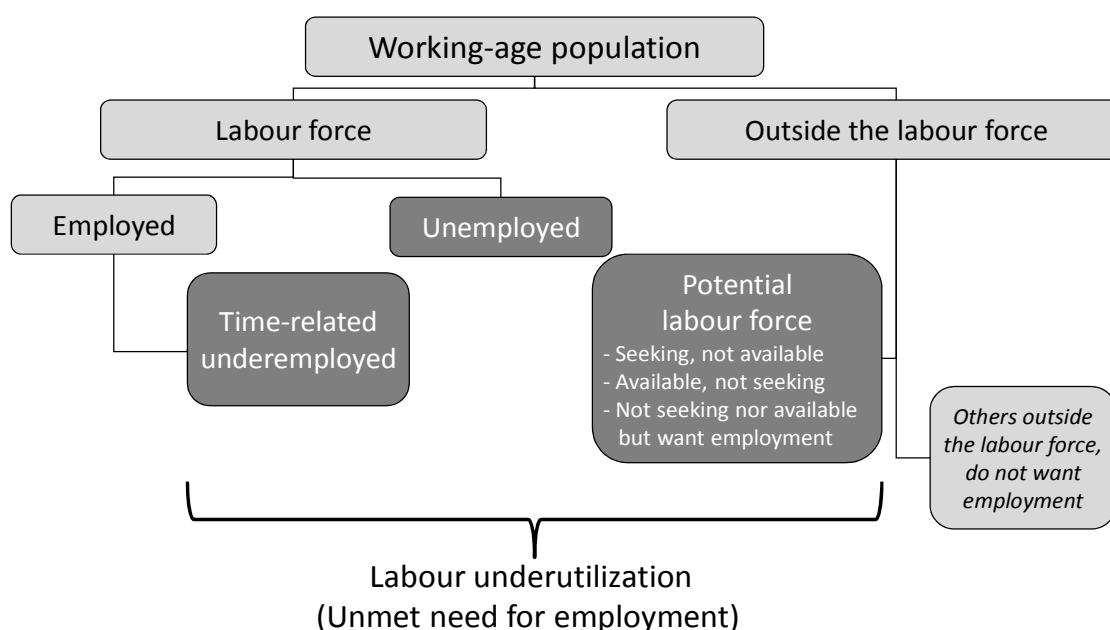 Working-age population
Labour force
Outside the labour force
Employed
Unemployed
Time-related
underemployed
Potential
labour force
- Seeking, not available
- Available, not seeking
- Not seeking nor available
but want employment
Others outside
the labour force,
do not want
employment
Labour underutilization
(Unmet need for employment)